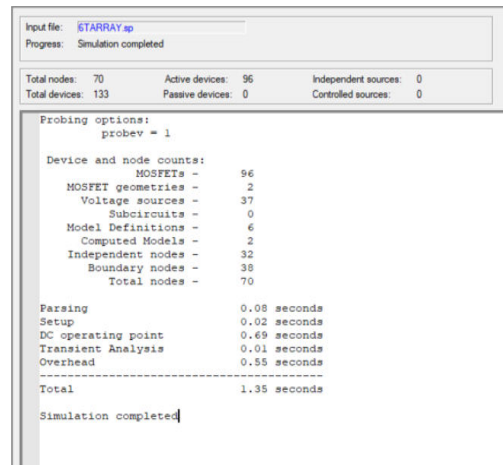 Input file: 6TARRAY.sp
Progress: Simulation completed
Total nodes: 70 Active devices: 96 Independent sources: 0
Total devices: 133 Passive devices: 0 Controlled sources: 0
Probing options:
probev = 1
Device and node counts:
MOSFETs - 96
MOSFET geometries - 2
Voltage sources - 37
Subcircuits - 0
Model Definitions - 6
Computed Models - 2
Independent nodes - 32
Boundary nodes - 38
Total nodes - 70
Parsing 0.08 seconds
Setup 0.02 seconds
DC operating point 0.69 seconds
Transient Analysis 0.01 seconds
Overhead 0.55 seconds
-----------------------------------------
Total 1.35 seconds
Simulation completed